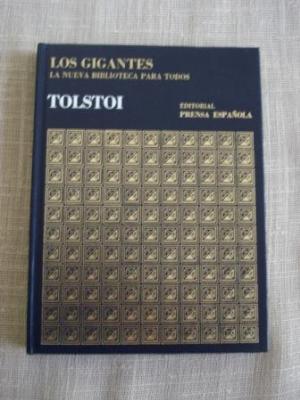 LOS GIGANTES
LA NUEVA BIBLIOTECA PARA TODOS
TOLSTOI
EDITORIAL
PRENSA ESPAÑOLA